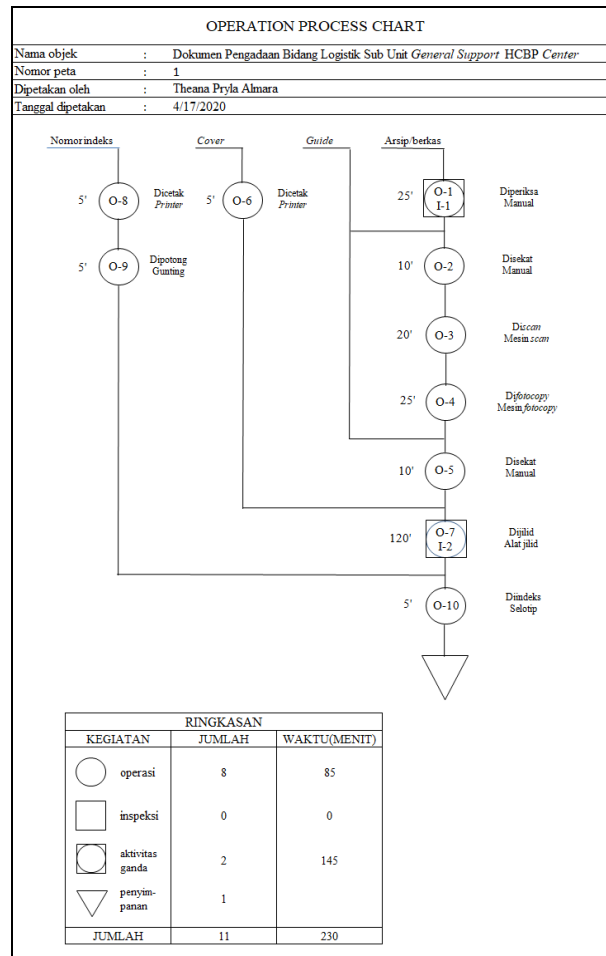 OPERATION PROCESS CHART
Nama objek : Dokumen Pengadaan Bidang Logistik Sub Unit General Support HCBP Center
Nomor peta : 1
Dipetakan oleh : Theana Pryla Almara
Tanggal dipetakan : 4/17/2020
Nomor indeks Cover Guide Arsip/berkas
5' O-8 Dicetak
Printer
5' O-6 Dicetak
Printer
25' O-1
I-1 Diperiksa
Manual
5' O-9 Dipotong
Gunting
10' O-2 Disekat
Manual
20' O-3 Discan
Mesin scan
25' O-4 Difotocopy
Mesin fotocopy
10' O-5 Disekat
Manual
120' O-7
I-2 Dijilid
Alat jilid
5' O-10 Diindeks
Selotip
RINGKASAN
KEGIATAN JUMLAH WAKTU(MENIT)
operasi 8 85
inspeksi 0 0
aktivitas
ganda 2 145
penyim-
panan 1
JUMLAH 11 230